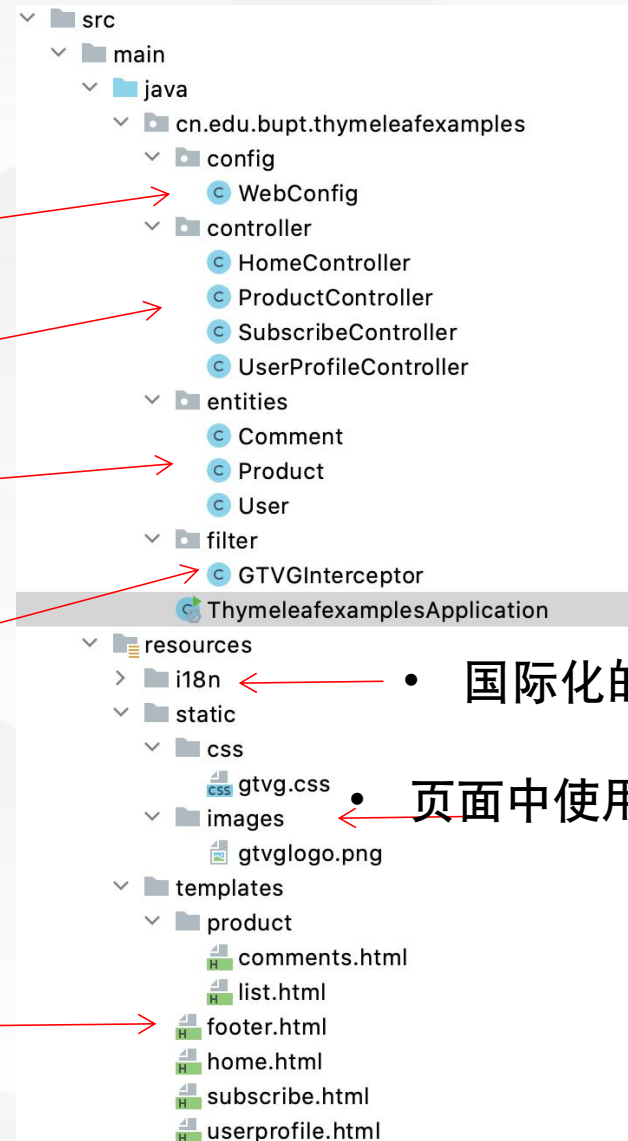 src
main
java
cn.edu.bupt.thymeleafexamples
config
WebConfig
controller
HomeController
ProductController
SubscribeController
UserProfileController
entities
Comment
Product
User
filter
GTVGInterceptor
ThymeleafexamplesApplication
resources
i18n • 国际化的
static
css
gtvg.css
• 页面中使用
images
gtvglogo.png
templates
product
comments.html
list.html
footer.html
home.html
subscribe.html
userprofile.html